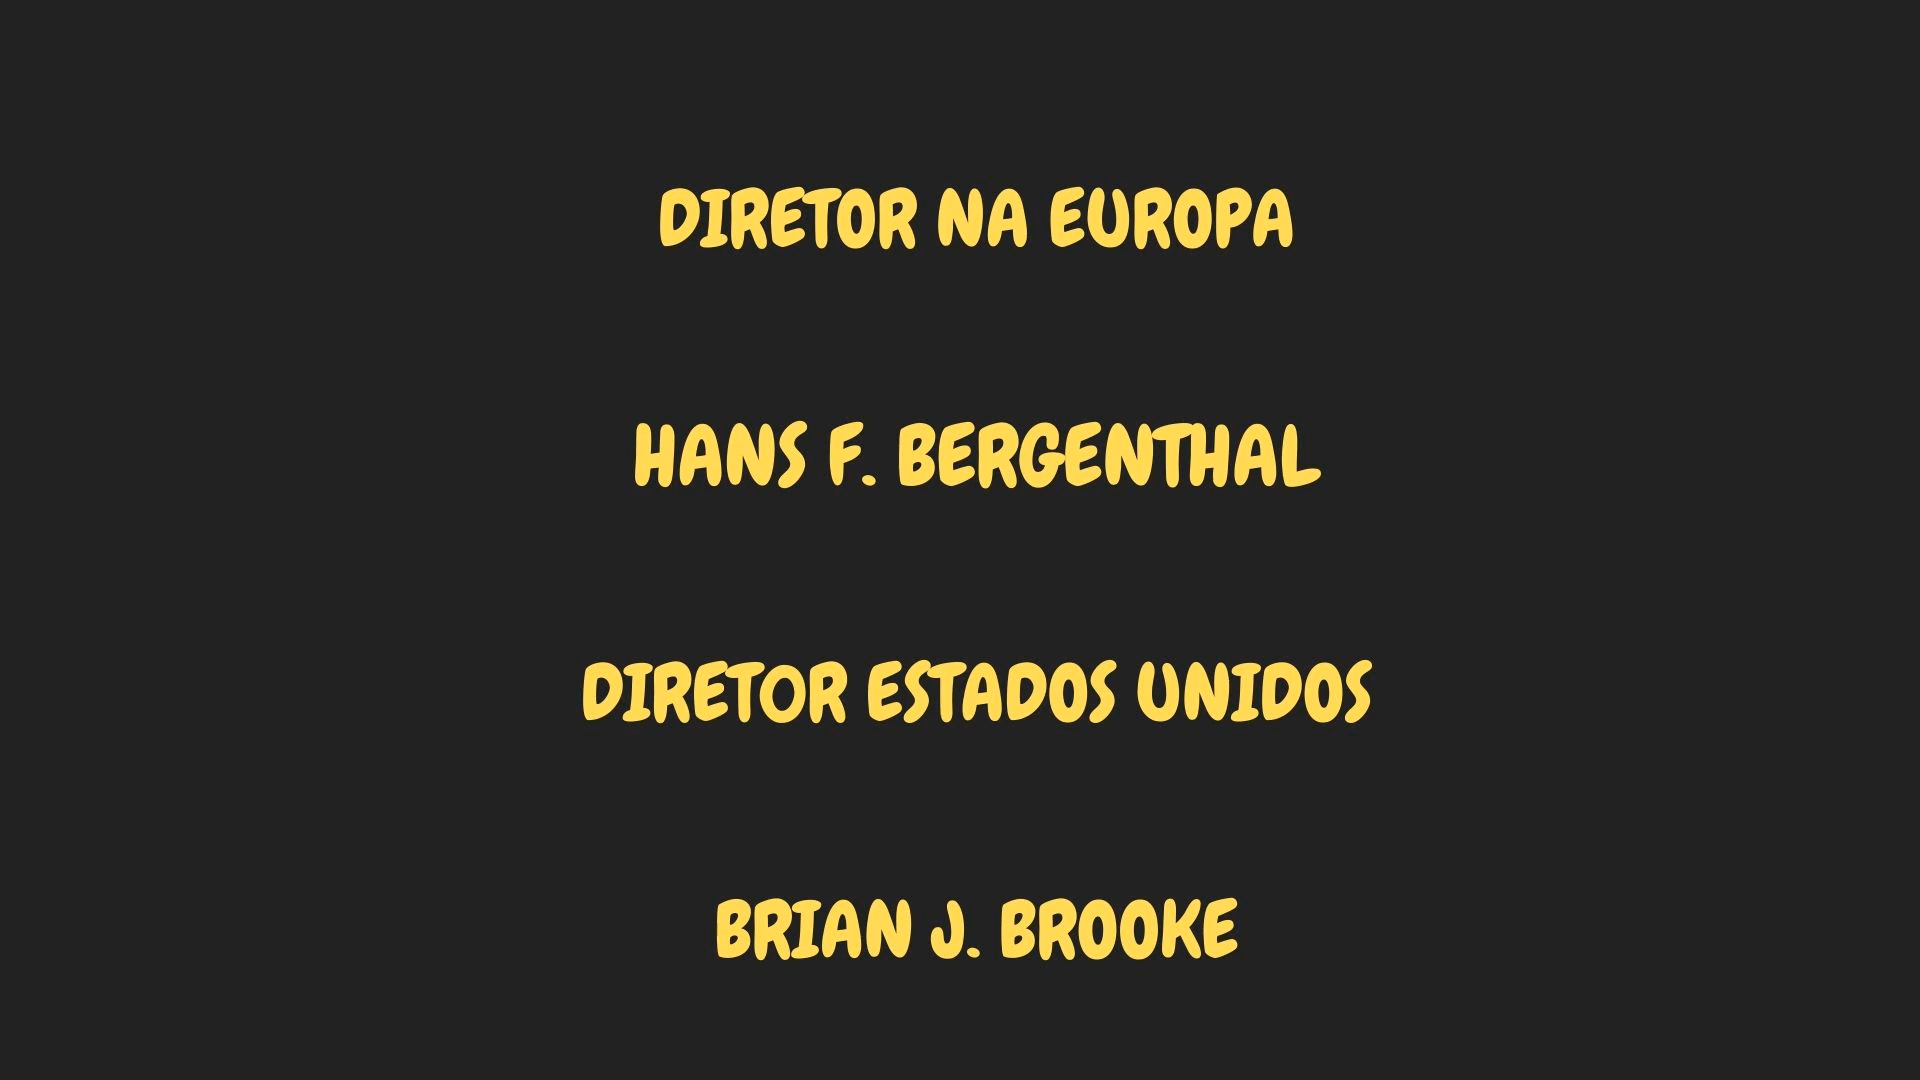 DIRETOR NA EUROPA
HANS F. BERGENTHAL
DIRETOR ESTADOS UNIDOS
BRIAN J. BROOKE